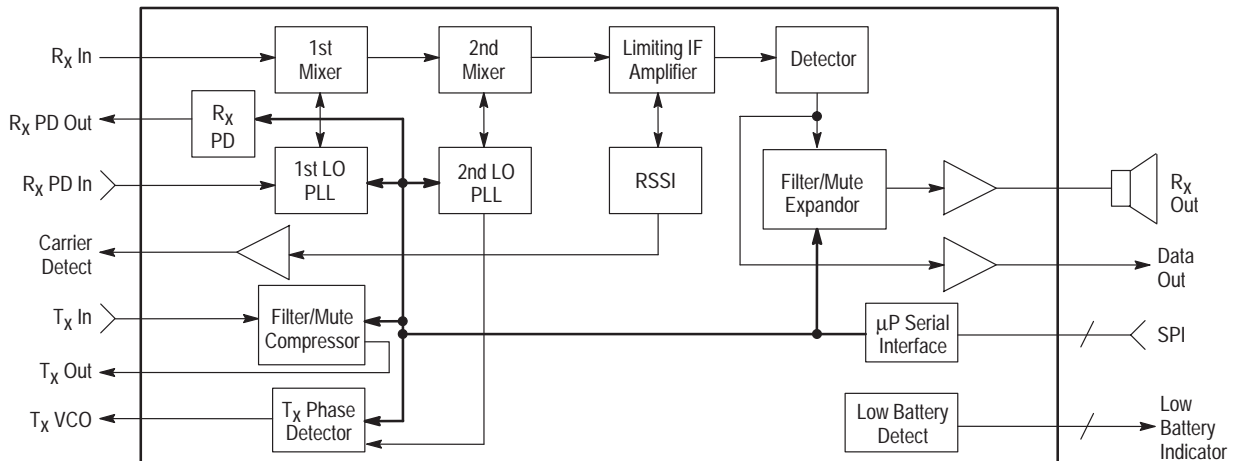 Rx In
1st
Mixer
2nd
Mixer
Limiting IF
Amplifier
Detector
Rx PD Out
Rx
PD
Rx PD In
1st LO
PLL
2nd LO
PLL
RSSI
Filter/Mute
Expandor
Rx
Out
Carrier
Detect
Data
Out
Tx In
Filter/Mute
Compressor
µP Serial
Interface
SPI
Tx Out
Tx VCO
Tx Phase
Detector
Low Battery
Detect
Low
Battery
Indicator